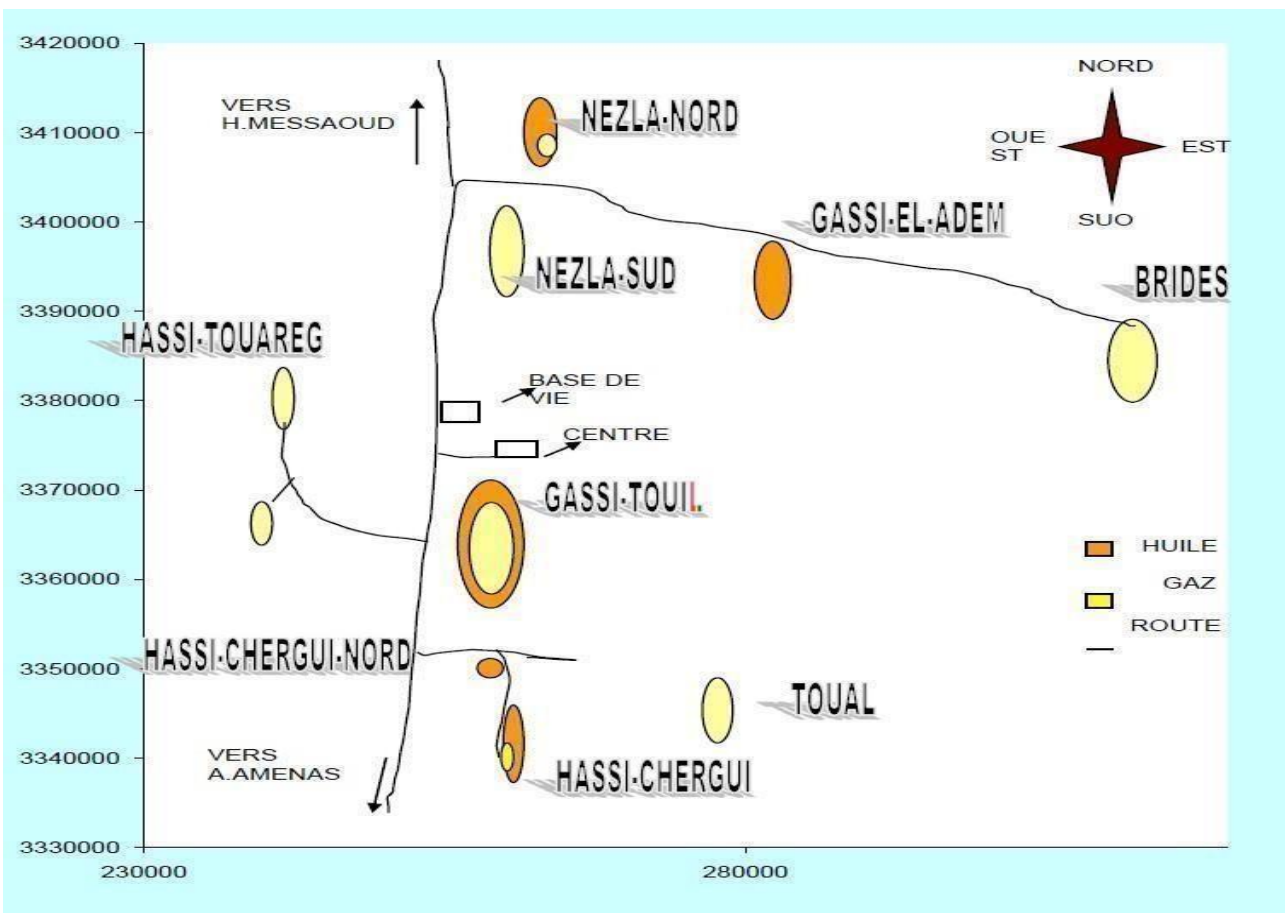 3420000
NORD
VERS
H.MESSAOUD
NEZLA-NORD
3410000
OUE
ST
EST
GASSI-EL-ADEM
SUO
3400000
NEZLA-SUD
BRIDES
3390000
HASSI-TOUAREG
3380000
BASE DE
VIE
CENTRE
3370000
GASSI-TOUIL
HUILE
GAZ
3360000
ROUTE
HASSI-CHERGUI-NORD
3350000
TOUAL
VERS
A.AMENAS
3340000
HASSI-CHERGUI
3330000
230000
280000